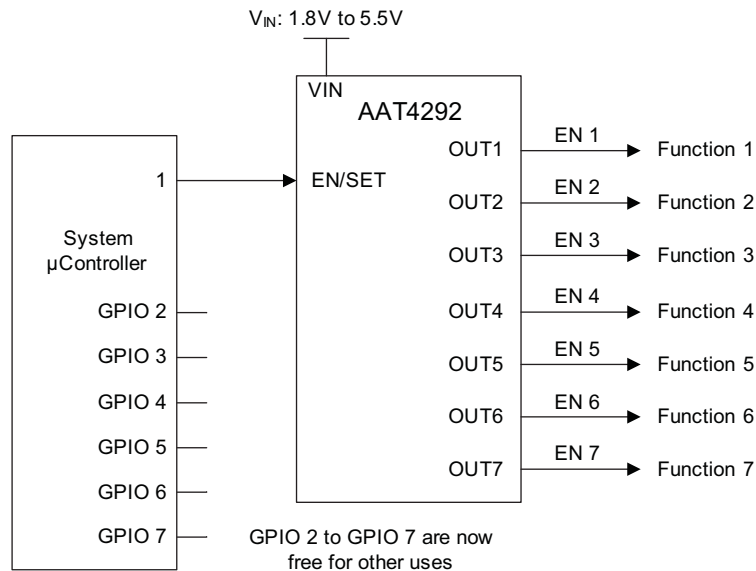 V_IN: 1.8V to 5.5V
VIN
AAT4292
1
EN/SET
System
µController
GPIO 2
GPIO 3
GPIO 4
GPIO 5
GPIO 6
GPIO 7
OUT1
EN 1
Function 1
OUT2
EN 2
Function 2
OUT3
EN 3
Function 3
OUT4
EN 4
Function 4
OUT5
EN 5
Function 5
OUT6
EN 6
Function 6
OUT7
EN 7
Function 7
GPIO 2 to GPIO 7 are now
free for other uses